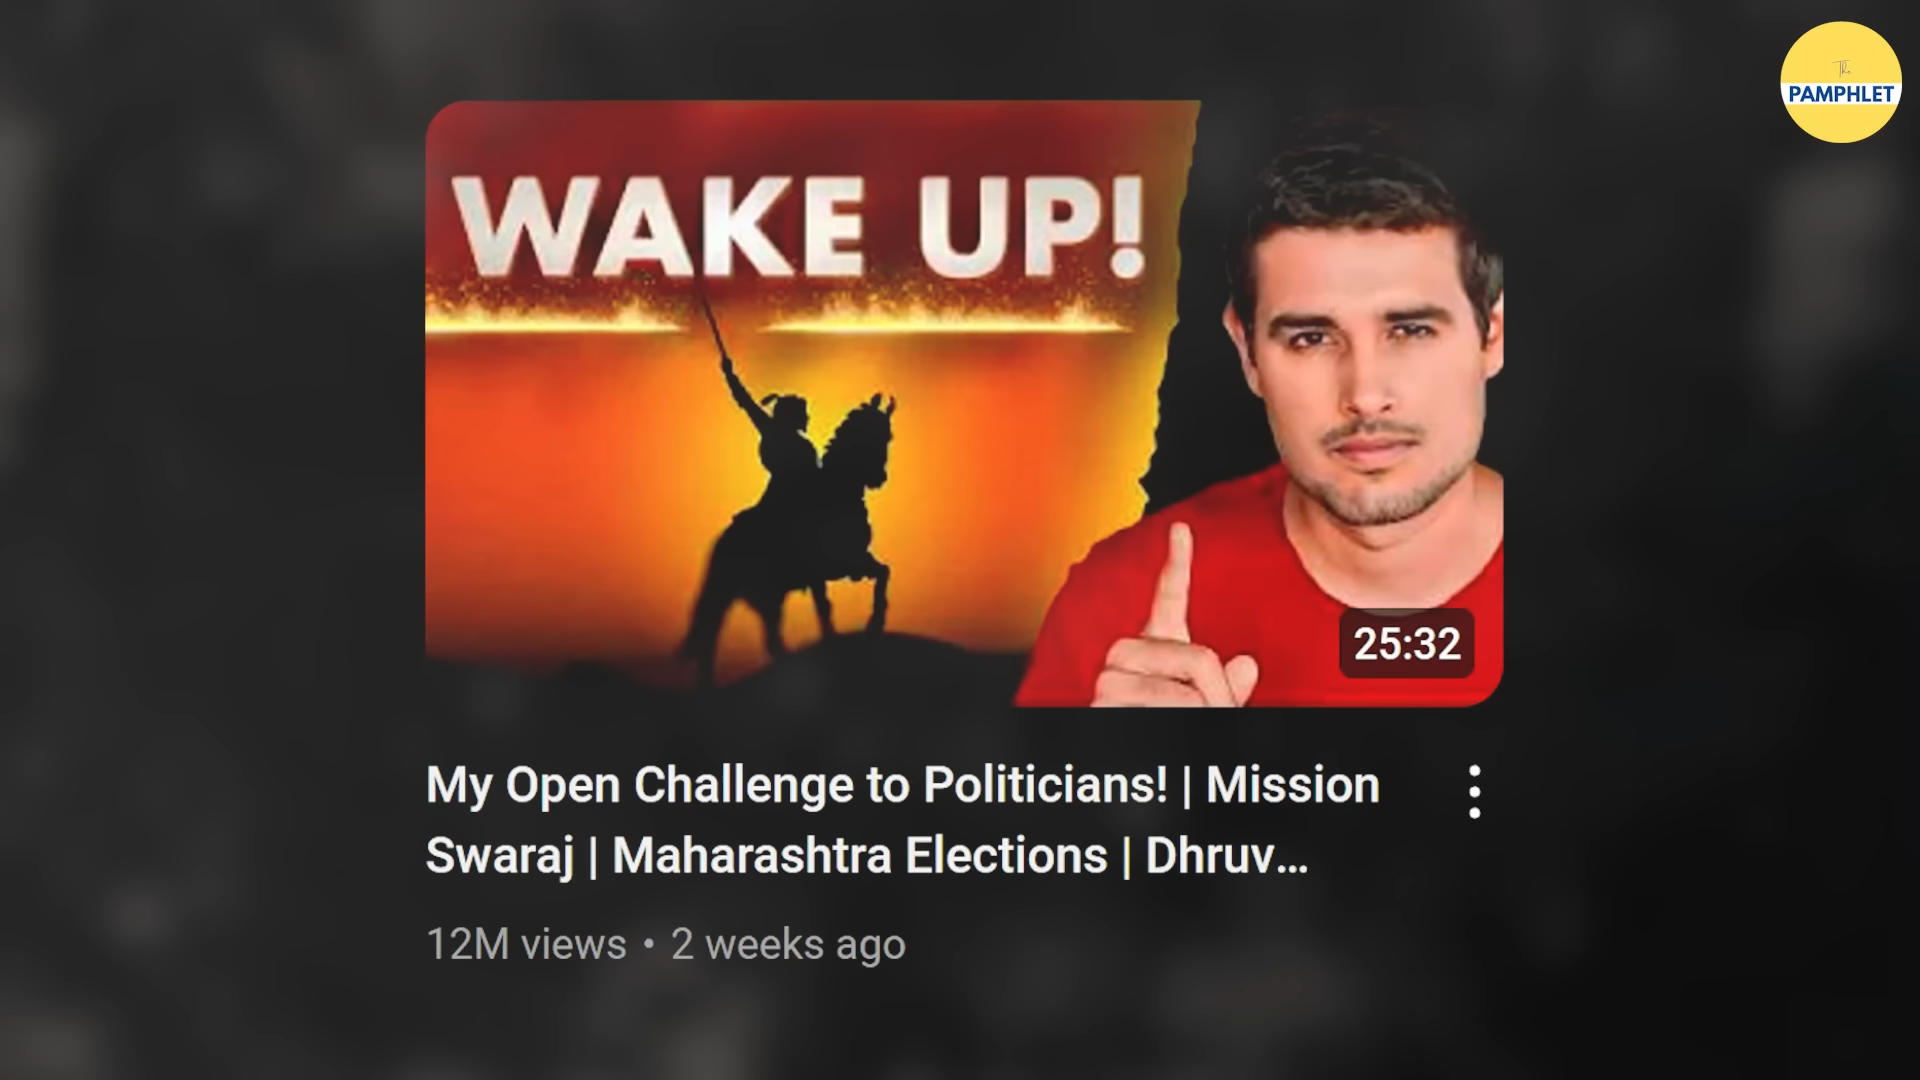 The
PAMPHLET
WAKE UP!
25:32
My Open Challenge to Politicians! | Mission
Swaraj | Maharashtra Elections | Dhruv...
12M views • 2 weeks ago